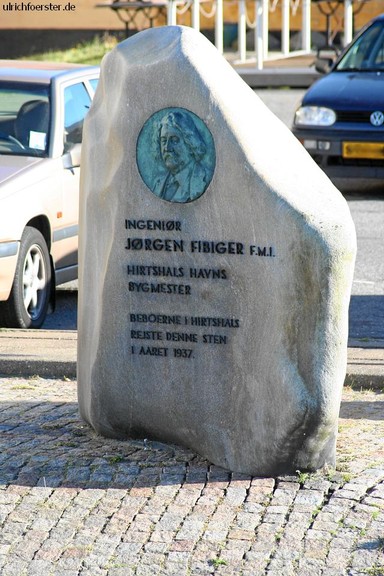 ulrichfoerster.de
INGENIØR
JØRGEN FIBIGER F.M.I.
HIRTSHALS HAVNS
BYGMESTER
BEBOERNE I HIRTSHALS
REJSTE DENNE STEN
I AARET 1937.